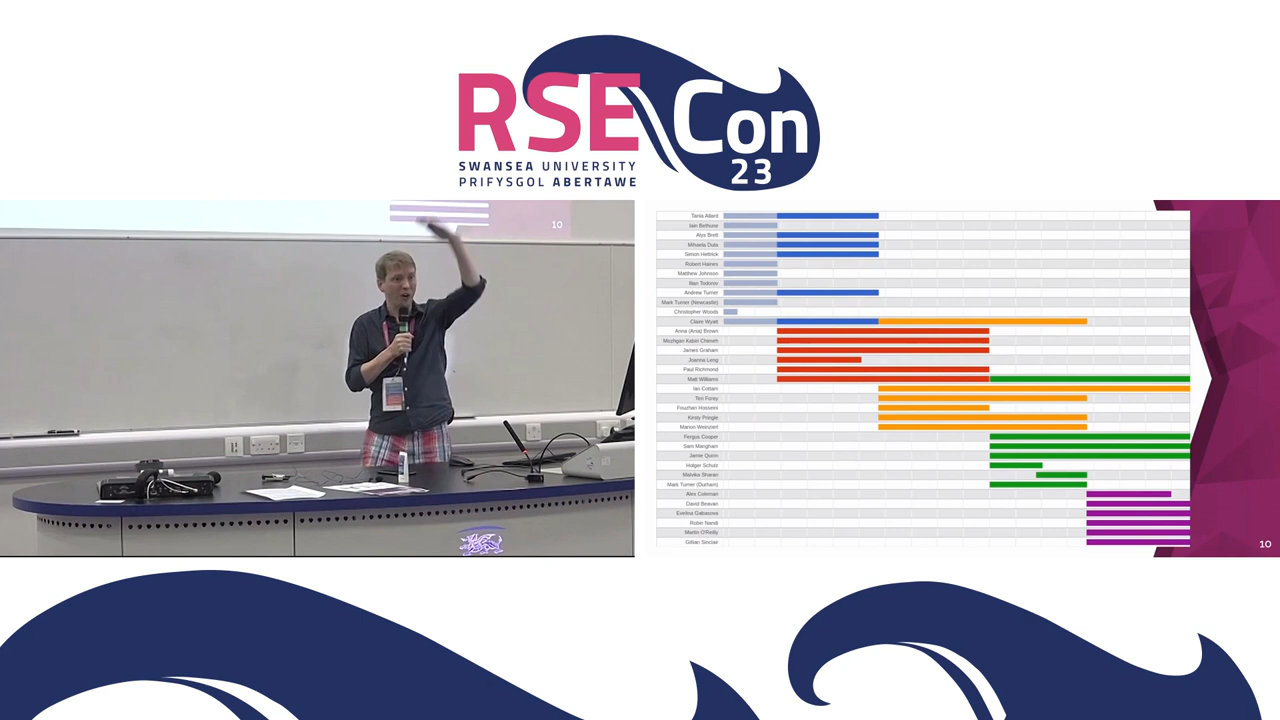 RSE Con
23
SWANSEA UNIVERSITY
PRIFYSGOL ABERTAWE
10
Tania Allard
Iain Bethune
Alys Brett
Mihaela Duta
Simon Hettrick
Robert Haines
Matthew Johnson
Ilian Todorov
Andrew Turner
Mark Turner (Newcastle)
Christopher Woods
Claire Wyatt
Anna (Ania) Brown
Mozhgan Kabiri Chimeh
James Graham
Joanna Leng
Paul Richmond
Matt Williams
Ian Cottam
Teri Forey
Fouzhan Hosseini
Kirsty Pringle
Marion Weinzierl
Fergus Cooper
Sam Mangham
Jamie Quinn
Holger Schulz
Malvika Sharan
Mark Turner (Durham)
Alex Coleman
David Beavan
Evelina Gabasova
Robin Nandi
Martin O'Reilly
Gillian Sinclair
10